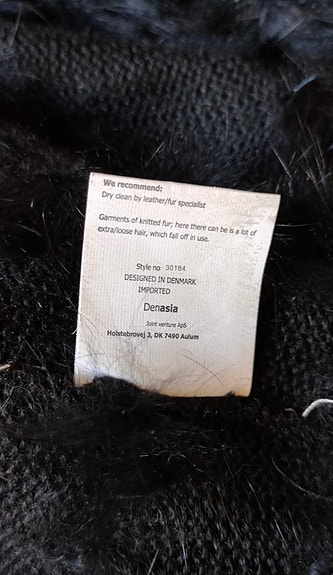 We recommend:
Dry clean by leather/fur specialist
Garments of knitted fur; here there can be is a lot of
extra/loose hair, which fall off in use.
Style no 30184
DESIGNED IN DENMARK
IMPORTED
Denasia
Joint venture ApS
Holstebrovej 3, DK 7490 Aulum